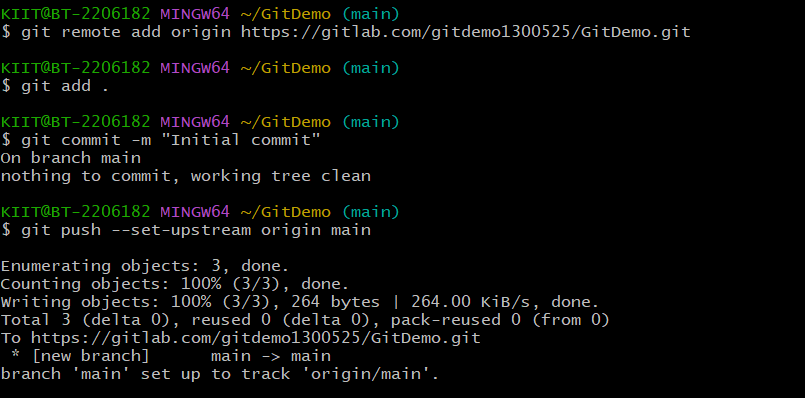 KIIT@BT-2206182 MINGW64 ~/GitDemo (main)
$ git remote add origin https://gitlab.com/gitdemo1300525/GitDemo.git
KIIT@BT-2206182 MINGW64 ~/GitDemo (main)
$ git add .
KIIT@BT-2206182 MINGW64 ~/GitDemo (main)
$ git commit -m "Initial commit"
On branch main
nothing to commit, working tree clean
KIIT@BT-2206182 MINGW64 ~/GitDemo (main)
$ git push --set-upstream origin main
Enumerating objects: 3, done.
Counting objects: 100% (3/3), done.
Writing objects: 100% (3/3), 264 bytes | 264.00 KiB/s, done.
Total 3 (delta 0), reused 0 (delta 0), pack-reused 0 (from 0)
To https://gitlab.com/gitdemo1300525/GitDemo.git
 * [new branch]      main -> main
branch 'main' set up to track 'origin/main'.